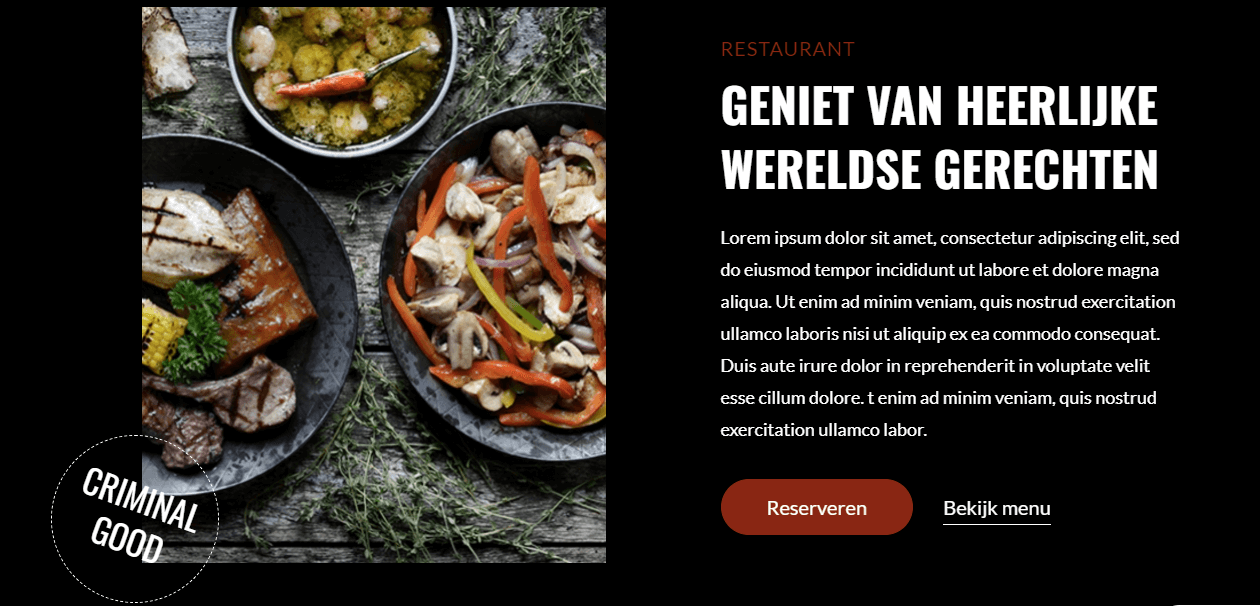 RESTAURANT
GENIET VAN HEERLIJKE
WERELDSE GERECHTEN
Lorem ipsum dolor sit amet, consectetur adipiscing elit, sed
do eiusmod tempor incididunt ut labore et dolore magna
aliqua. Ut enim ad minim veniam, quis nostrud exercitation
ullamco laboris nisi ut aliquip ex ea commodo consequat.
Duis aute irure dolor in reprehenderit in voluptate velit
esse cillum dolore. t enim ad minim veniam, quis nostrud
exercitation ullamco labor.
Reserveren
Bekijk menu
CRIMINAL
GOOD